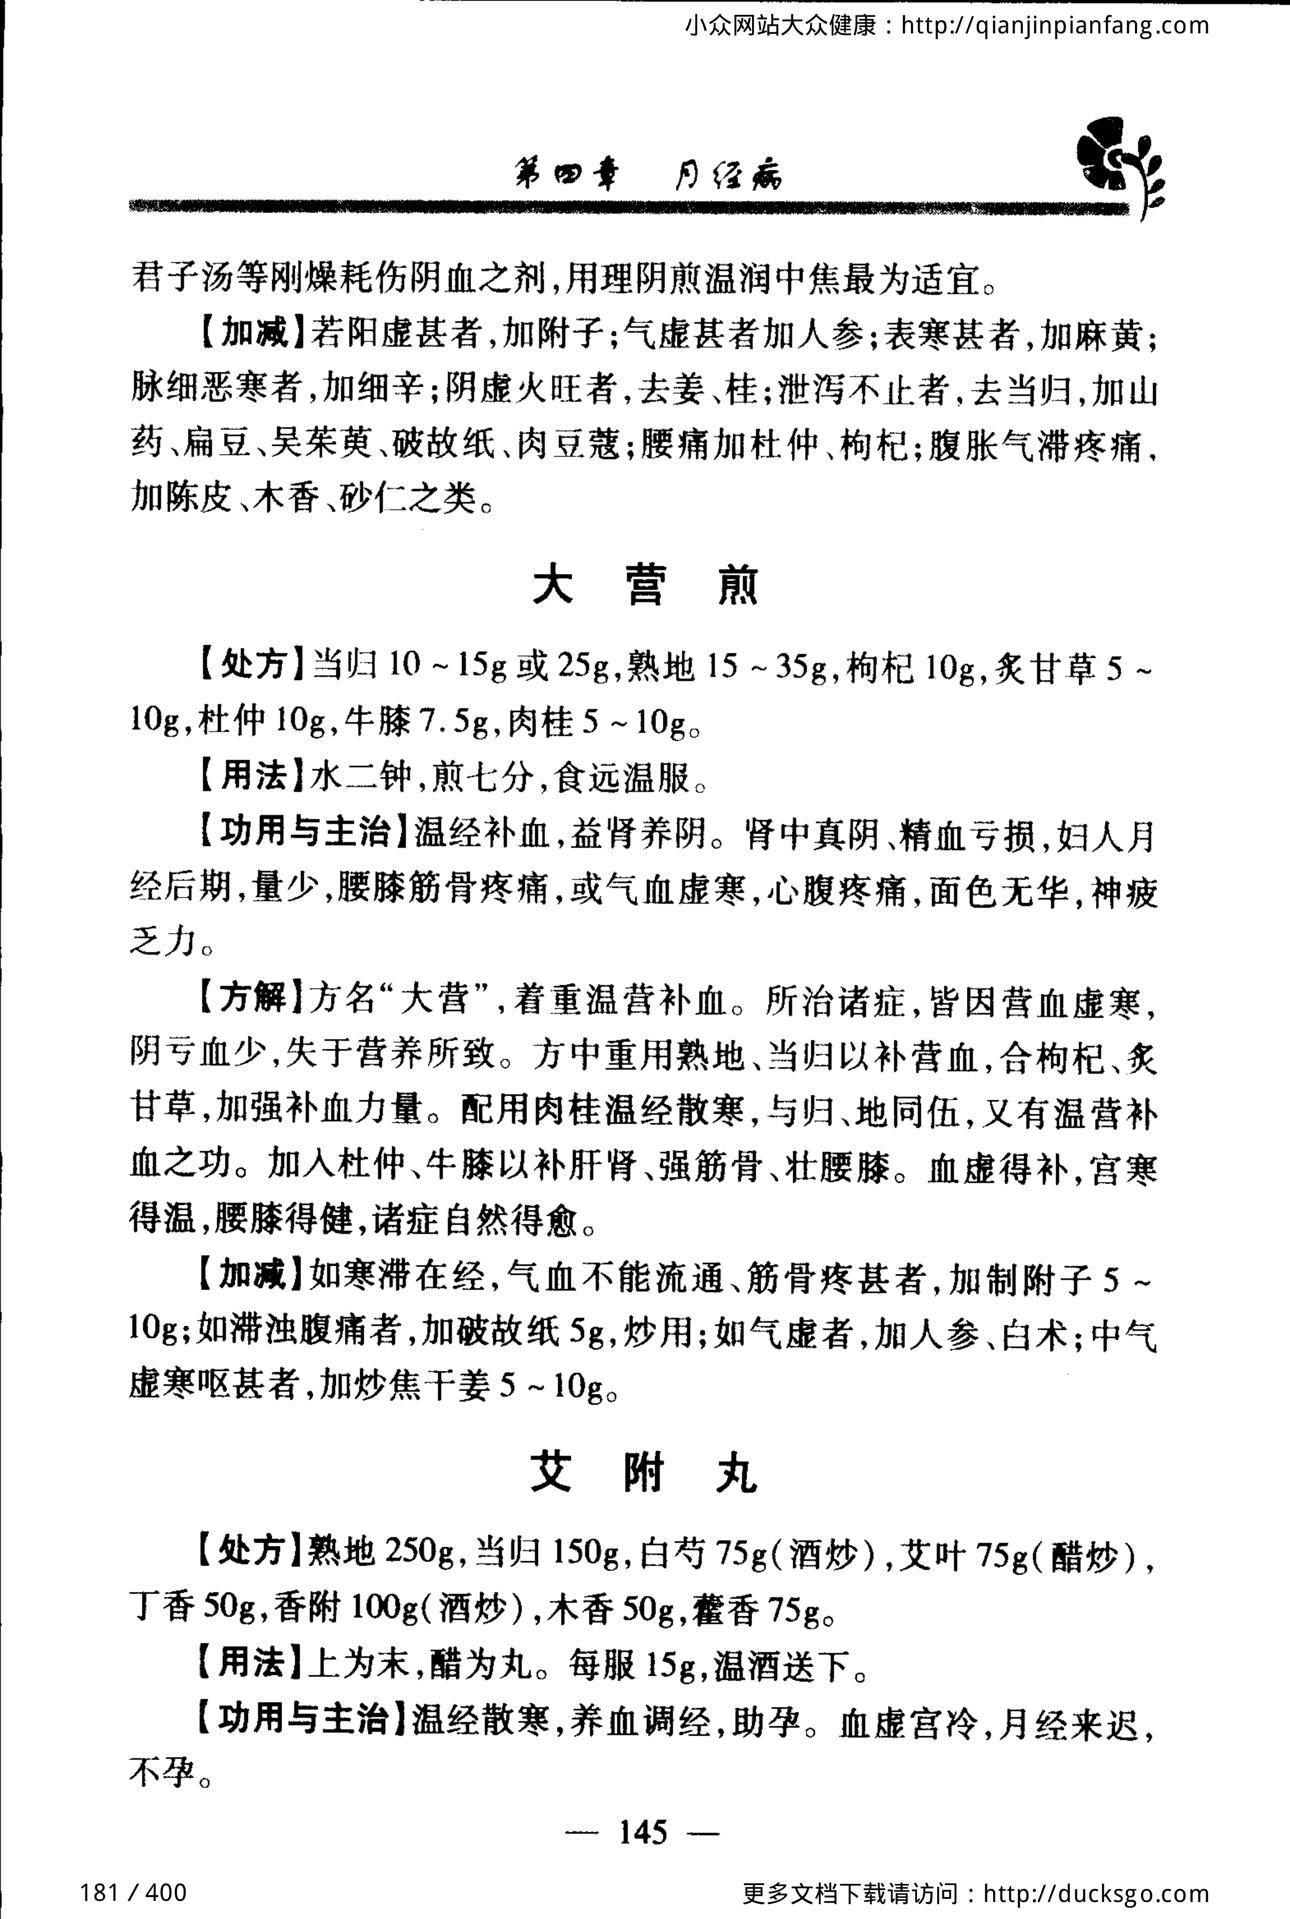 小众网站大众健康：http://qianjinpianfang.com
第四章 月经病
君子汤等刚燥耗伤阴血之剂,用理阴煎温润中焦最为适宜。
【加减】若阳虚甚者,加附子;气虚甚者加人参;表寒甚者,加麻黄;
脉细恶寒者,加细辛;阴虚火旺者,去姜、桂;泄泻不止者,去当归,加山
药、扁豆、吴茱萸、破故纸、肉豆蔻;腰痛加杜仲、枸杞;腹胀气滞疼痛,
加陈皮、木香、砂仁之类。
大 营 煎
【处方】当归 10 ~ 15g 或 25g,熟地 15 ~ 35g,枸杞 10g,炙甘草 5 ~
10g,杜仲 10g,牛膝 7.5g,肉桂 5 ~ 10g。
【用法】水二钟,煎七分,食远温服。
【功用与主治】温经补血,益肾养阴。肾中真阴、精血亏损,妇人月
经后期,量少,腰膝筋骨疼痛,或气血虚寒,心腹疼痛,面色无华,神疲
乏力。
【方解】方名“大营”,着重温营补血。所治诸症,皆因营血虚寒,
阴亏血少,失于营养所致。方中重用熟地、当归以补营血,合枸杞、炙
甘草,加强补血力量。配用肉桂温经散寒,与归、地同伍,又有温营补
血之功。加入杜仲、牛膝以补肝肾、强筋骨、壮腰膝。血虚得补,宫寒
得温,腰膝得健,诸症自然得愈。
【加减】如寒滞在经,气血不能流通、筋骨疼甚者,加制附子 5 ~
10g;如滞浊腹痛者,加破故纸 5g,炒用;如气虚者,加人参、白术;中气
虚寒呕甚者,加炒焦干姜 5 ~ 10g。
艾 附 丸
【处方】熟地 250g,当归 150g,白芍 75g(酒炒),艾叶 75g(醋炒),
丁香 50g,香附 100g(酒炒),木香 50g,藿香 75g。
【用法】上为末,醋为丸。每服 15g,温酒送下。
【功用与主治】温经散寒,养血调经,助孕。血虚宫冷,月经来迟,
不孕。
— 145 —
181 / 400
更多文档下载请访问：http://ducksgo.com